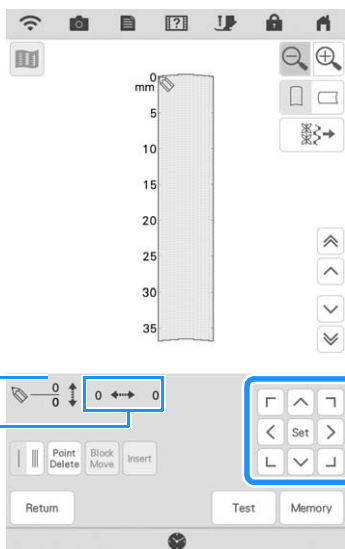 0
mm
5
10
15
20
25
30
35
0
0
0 0
Set
Point
Delete
Block
Move
Insert
Return
Test
Memory